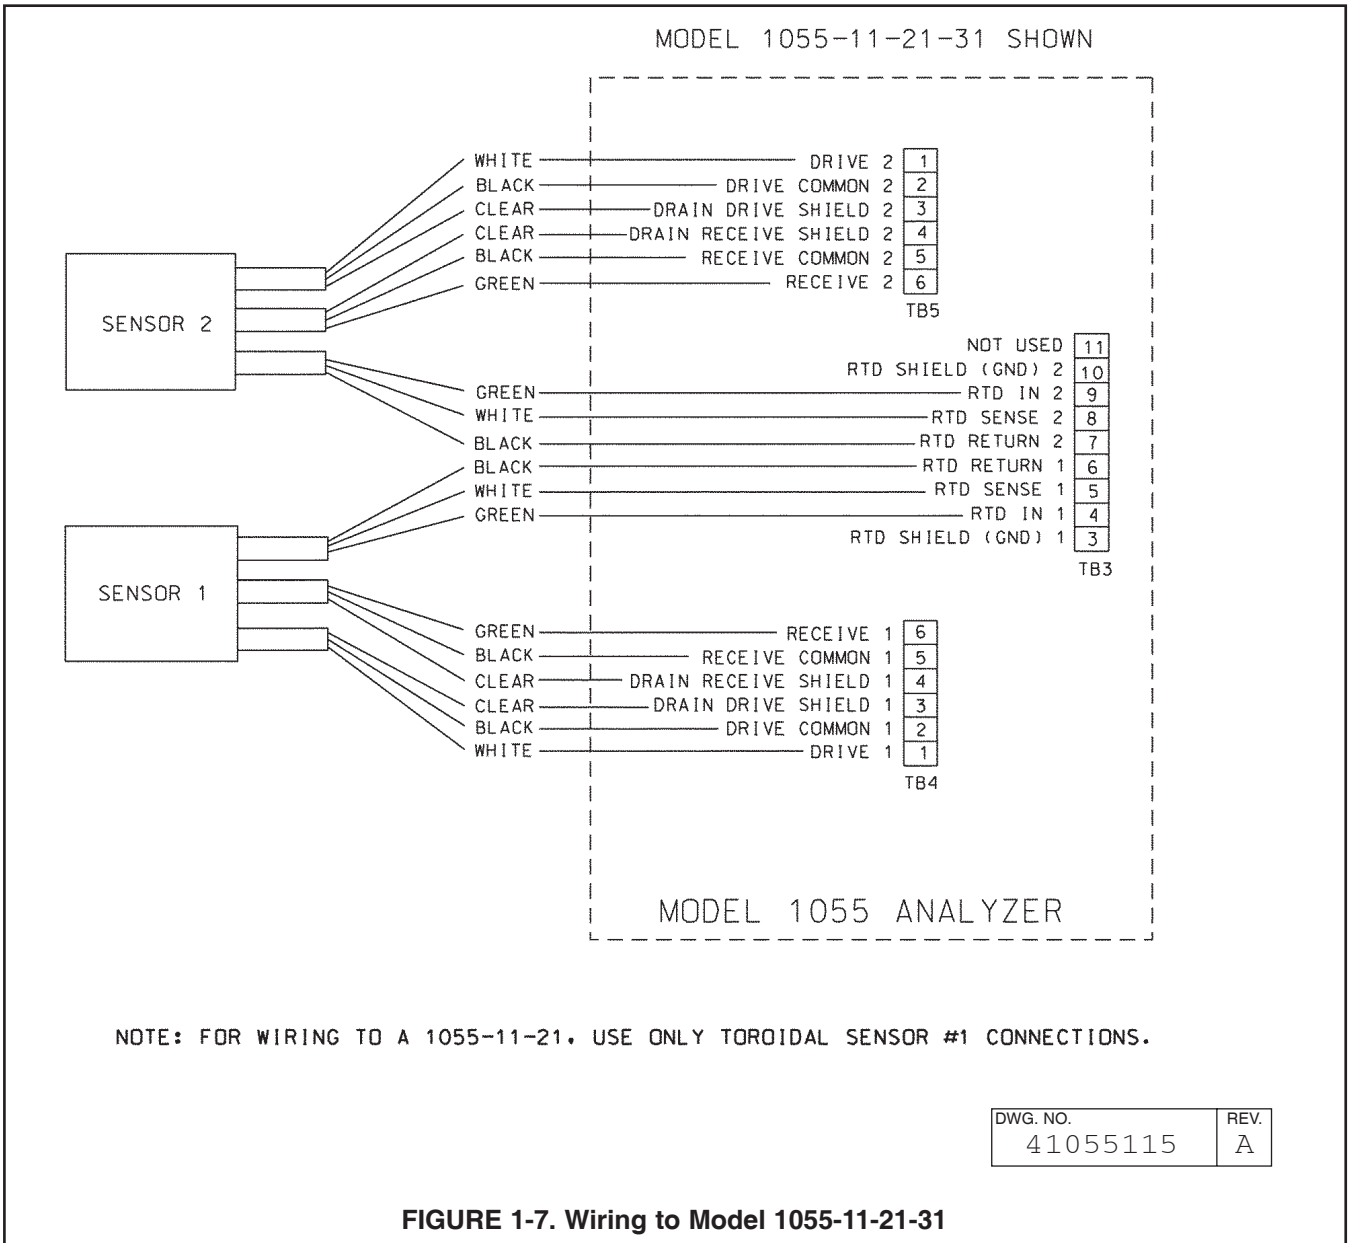 MODEL 1055-11-21-31 SHOWN
WHITE DRIVE 2 1
BLACK DRIVE COMMON 2 2
CLEAR DRAIN DRIVE SHIELD 2 3
CLEAR DRAIN RECEIVE SHIELD 2 4
BLACK RECEIVE COMMON 2 5
GREEN RECEIVE 2 6
TB5
SENSOR 2
NOT USED 11
RTD SHIELD (GND) 2 10
GREEN RTD IN 2 9
WHITE RTD SENSE 2 8
BLACK RTD RETURN 2 7
BLACK RTD RETURN 1 6
WHITE RTD SENSE 1 5
GREEN RTD IN 1 4
RTD SHIELD (GND) 1 3
TB3
SENSOR 1
GREEN RECEIVE 1 6
BLACK RECEIVE COMMON 1 5
CLEAR DRAIN RECEIVE SHIELD 1 4
CLEAR DRAIN DRIVE SHIELD 1 3
BLACK DRIVE COMMON 1 2
WHITE DRIVE 1 1
TB4
MODEL 1055 ANALYZER
NOTE: FOR WIRING TO A 1055-11-21, USE ONLY TOROIDAL SENSOR #1 CONNECTIONS.
DWG. NO. REV.
41055115 A
FIGURE 1-7. Wiring to Model 1055-11-21-31